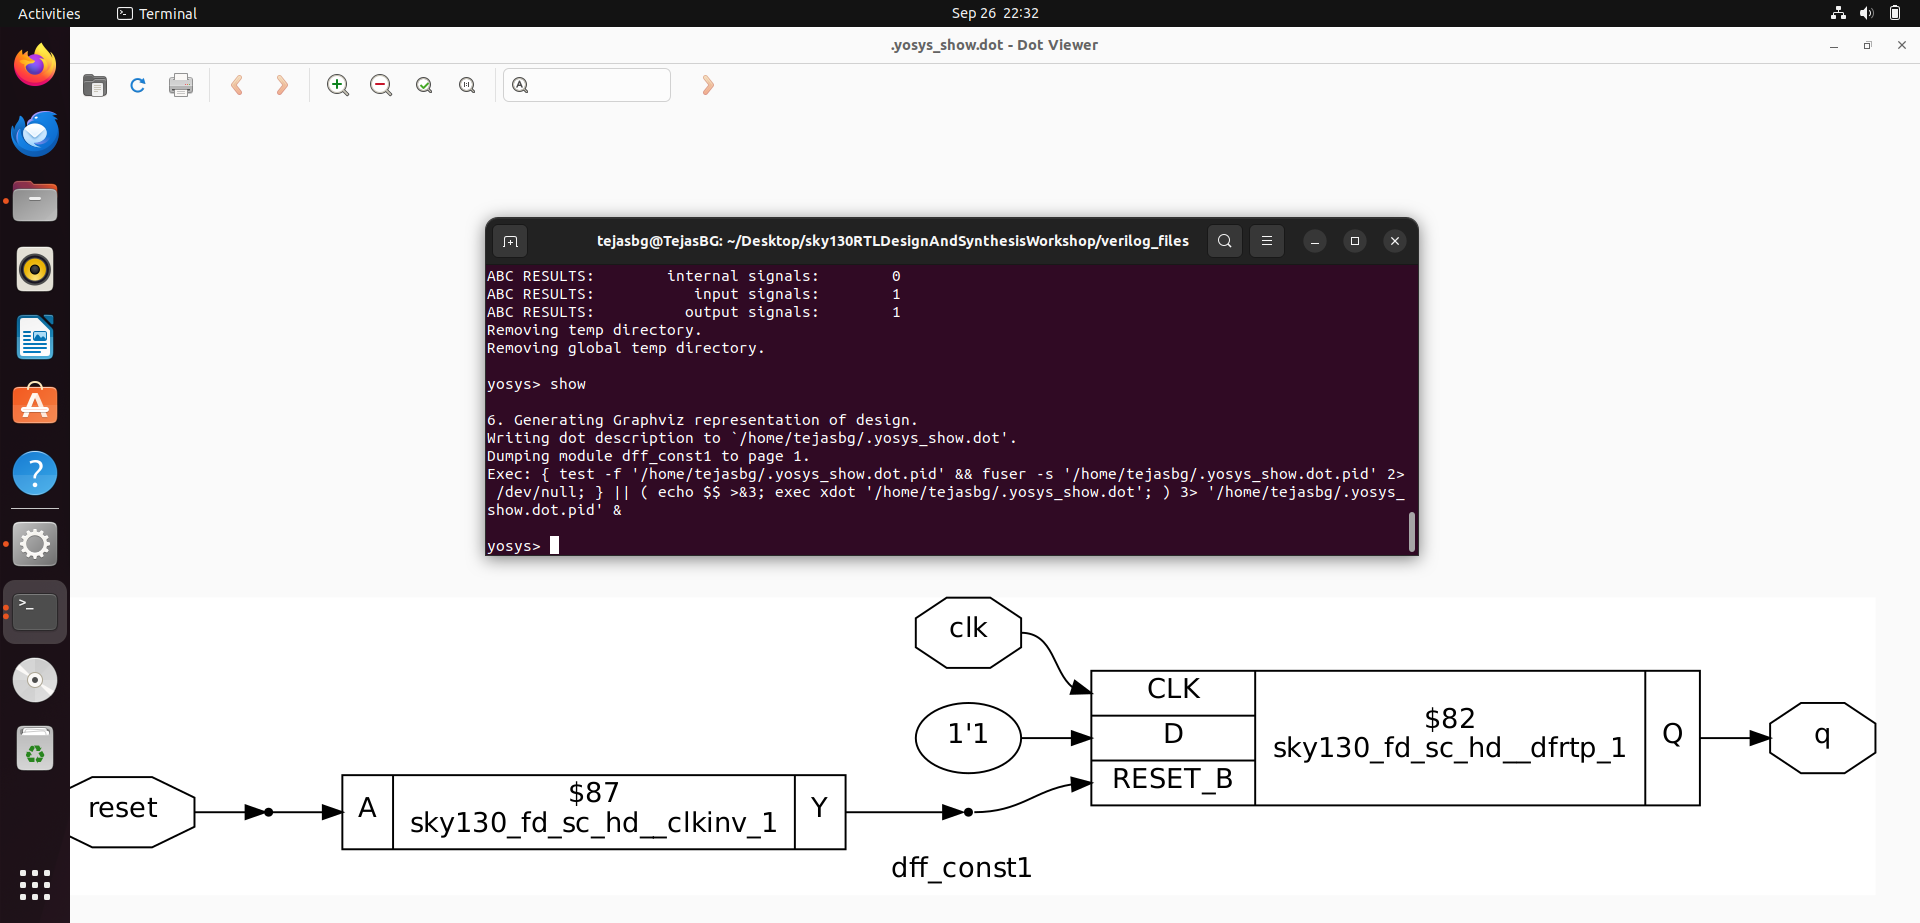 Activities
Terminal
Sep 26 22:32
.yosys_show.dot - Dot Viewer
tejasbg@TejasBG: ~/Desktop/sky130RTLDesignAndSynthesisWorkshop/verilog_files
ABC RESULTS:        internal signals:        0
ABC RESULTS:           input signals:        1
ABC RESULTS:          output signals:        1
Removing temp directory.
Removing global temp directory.
yosys> show
6. Generating Graphviz representation of design.
Writing dot description to `/home/tejasbg/.yosys_show.dot'.
Dumping module dff_const1 to page 1.
Exec: { test -f '/home/tejasbg/.yosys_show.dot.pid' && fuser -s '/home/tejasbg/.yosys_show.dot.pid' 2>
 /dev/null; } || ( echo $$ >&3; exec xdot '/home/tejasbg/.yosys_show.dot'; ) 3> '/home/tejasbg/.yosys_
show.dot.pid' &
yosys>
clk
CLK
1'1
D
RESET_B
$82
sky130_fd_sc_hd__dfrtp_1
Q
q
reset
A
$87
sky130_fd_sc_hd__clkinv_1
Y
dff_const1